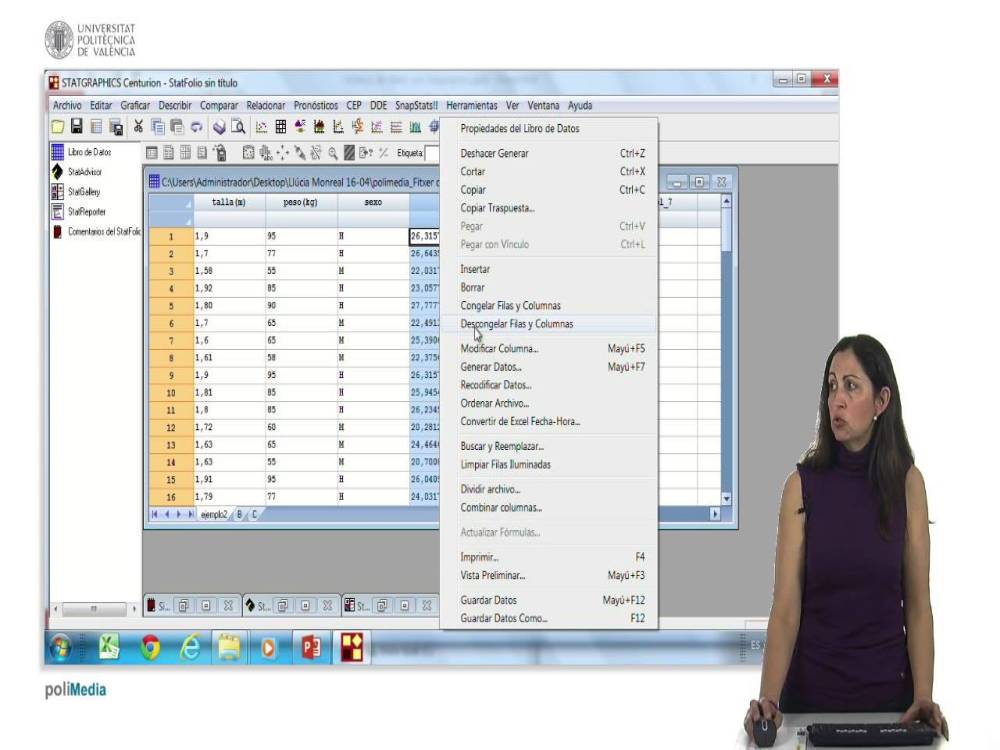 UNIVERSITAT
POLITÈCNICA
DE VALÈNCIA
STATGRAPHICS Centurion - StatFolio sin título
Archivo Editar Graficar Describir Comparar Relacionar Pronósticos CEP DDE SnapStats!! Herramientas Ver Ventana Ayuda
Etiqueta:
Libro de Datos
StatAdvisor
StatGallery
StatReporter
Comentarios del StatFolio
C:\Users\Administrador\Desktop\Llúcia Monreal 16-04\polimedia_Fitxer
talla(m) peso(kg) sexo
1 1,9 95 H 26,315
2 1,7 77 H 26,643
3 1,58 55 M 22,031
4 1,92 85 H 23,057
5 1,80 90 H 27,777
6 1,7 65 M 22,491
7 1,6 65 M 25,390
8 1,61 58 M 22,375
9 1,9 95 H 26,315
10 1,81 85 H 25,945
11 1,8 85 H 26,234
12 1,72 60 M 20,281
13 1,63 65 M 24,464
14 1,63 55 M 20,700
15 1,91 95 H 26,040
16 1,79 77 H 24,031
ejemplo2 B C
Propiedades del Libro de Datos
Deshacer Generar Ctrl+Z
Cortar Ctrl+X
Copiar Ctrl+C
Copiar Traspuesta...
Pegar Ctrl+V
Pegar con Vínculo Ctrl+L
Insertar
Borrar
Congelar Filas y Columnas
Descongelar Filas y Columnas
Modificar Columna... Mayú+F5
Generar Datos... Mayú+F7
Recodificar Datos...
Ordenar Archivo...
Convertir de Excel Fecha-Hora...
Buscar y Reemplazar...
Limpiar Filas Iluminadas
Dividir archivo...
Combinar columnas...
Actualizar Fórmulas...
Imprimir... F4
Vista Preliminar... Mayú+F3
Guardar Datos Mayú+F12
Guardar Datos Como... F12
Si... St... St...
ES
poliMedia